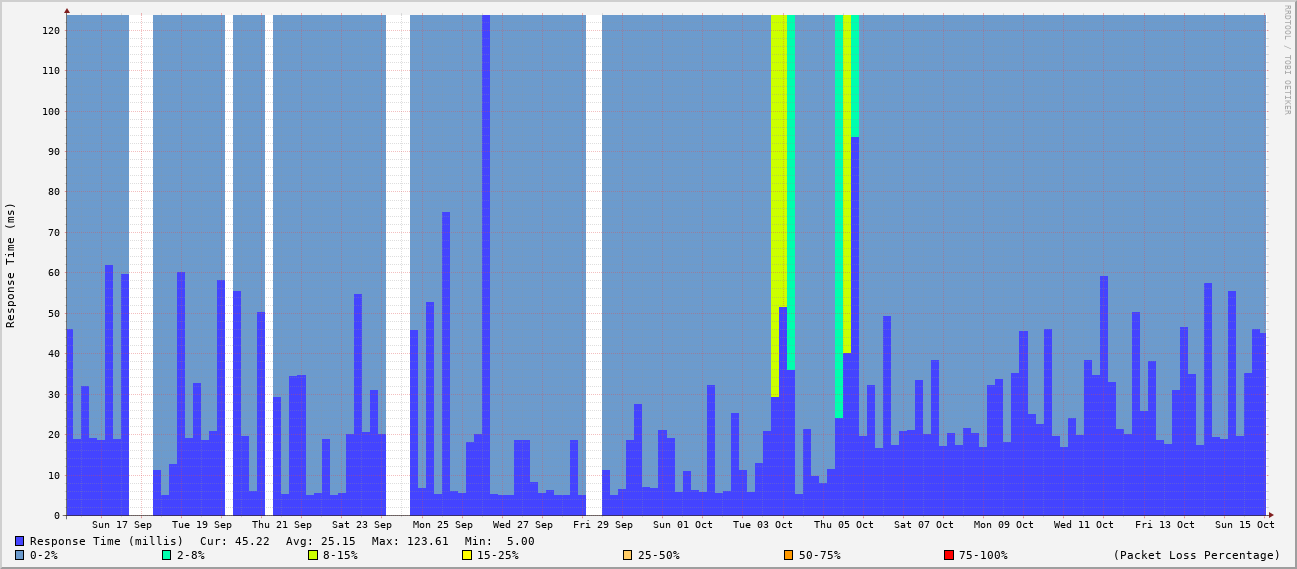 RRDTOOL / TOBI OETIKER
Response Time (ms)
120
110
100
90
80
70
60
50
40
30
20
10
0
Sun 17 Sep Tue 19 Sep Thu 21 Sep Sat 23 Sep Mon 25 Sep Wed 27 Sep Fri 29 Sep Sun 01 Oct Tue 03 Oct Thu 05 Oct Sat 07 Oct Mon 09 Oct Wed 11 Oct Fri 13 Oct Sun 15 Oct
Response Time (millis) Cur: 45.22 Avg: 25.15 Max: 123.61 Min: 5.00
0-2% 2-8% 8-15% 15-25% 25-50% 50-75% 75-100% (Packet Loss Percentage)